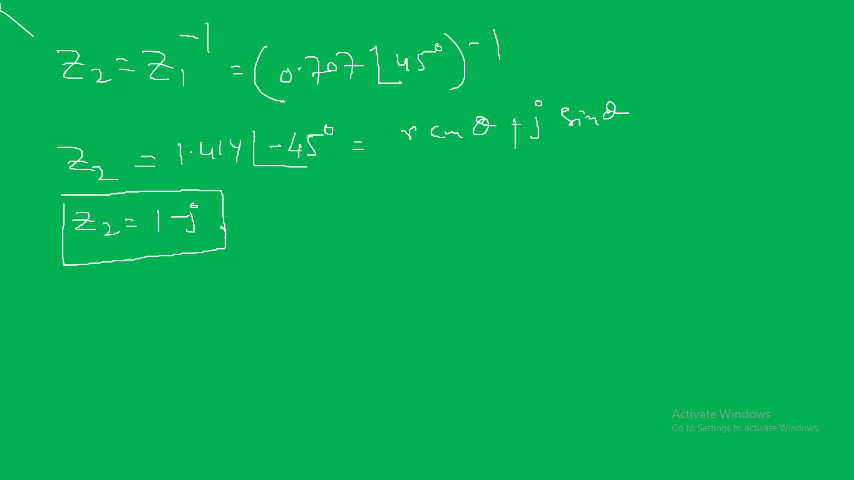 Z₂ = Z₁⁻¹ = (0.707 ∠45°)⁻¹
Z₂ = 1.414 ∠-45° = r cos θ + j sin θ
Z₂ = 1 - j
Activate Windows
Go to Settings to activate Windows.